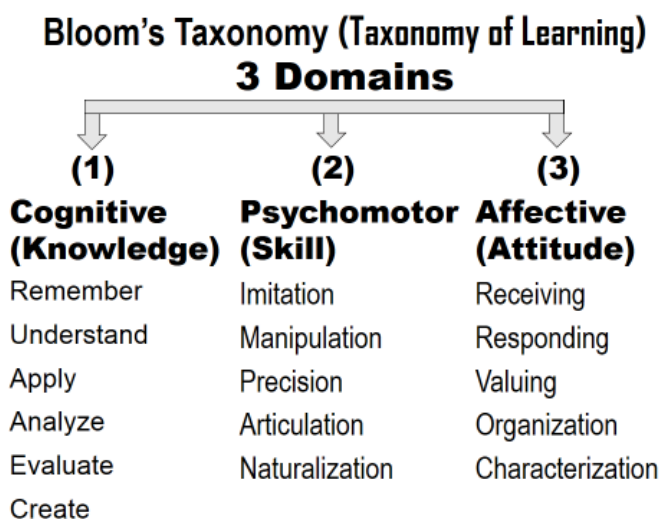 Bloom's Taxonomy (Taxonomy of Learning)
3 Domains
(1)
Cognitive
(Knowledge)
Remember
Understand
Apply
Analyze
Evaluate
Create
(2)
Psychomotor
(Skill)
Imitation
Manipulation
Precision
Articulation
Naturalization
(3)
Affective
(Attitude)
Receiving
Responding
Valuing
Organization
Characterization